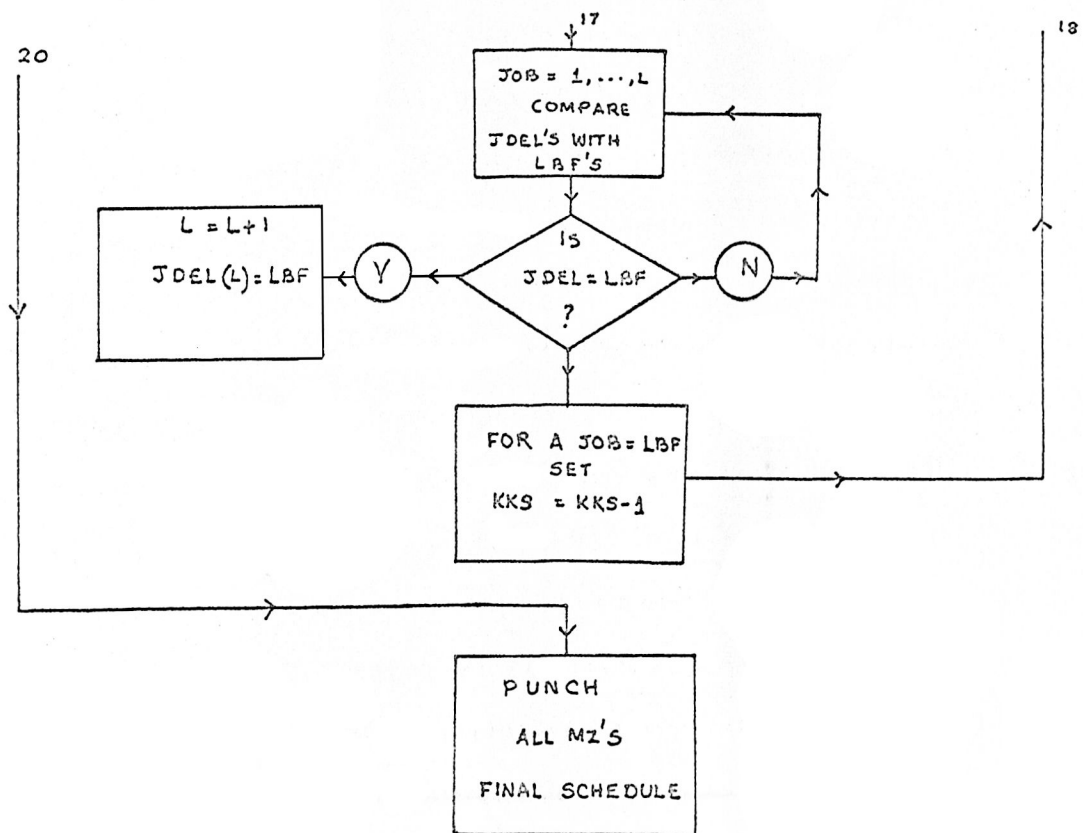 17
18
20
JOB = 1, ..., L
COMPARE
JDEL'S WITH
LBF'S
L = L+1
JDEL(L) = LBF
Y
IS
JDEL = LBF
?
N
FOR A JOB = LBF
SET
KKS = KKS-1
PUNCH
ALL MZ'S
FINAL SCHEDULE